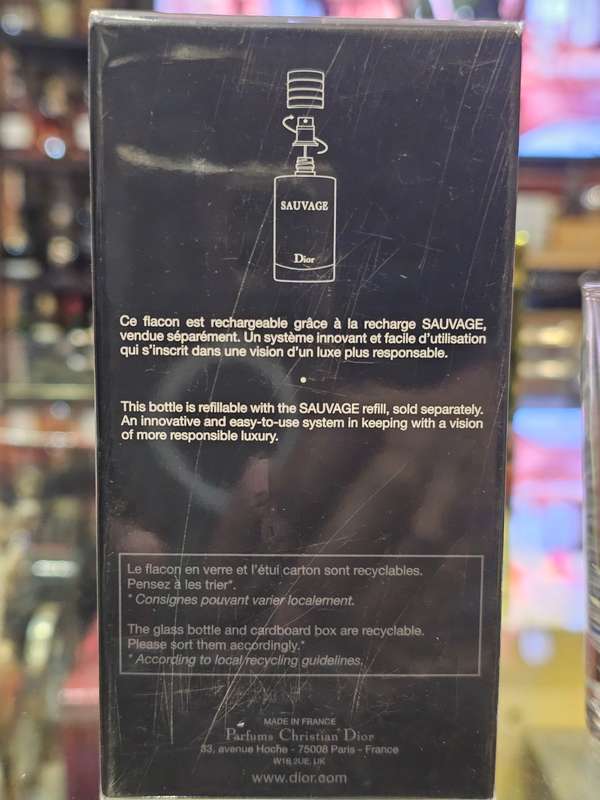 SAUVAGE
Dior
Ce flacon est rechargeable grâce à la recharge SAUVAGE,
vendue séparément. Un système innovant et facile d'utilisation
qui s'inscrit dans une vision d'un luxe plus responsable.
This bottle is refillable with the SAUVAGE refill, sold separately.
An innovative and easy-to-use system in keeping with a vision
of more responsible luxury.
Le flacon en verre et l'étui carton sont recyclables.
Pensez à les trier*.
* Consignes pouvant varier localement.
The glass bottle and cardboard box are recyclable.
Please sort them accordingly.*
* According to local recycling guidelines.
MADE IN FRANCE
Parfums Christian Dior
33, avenue Hoche - 75008 Paris - France
W1S 2UE, UK
www.dior.com